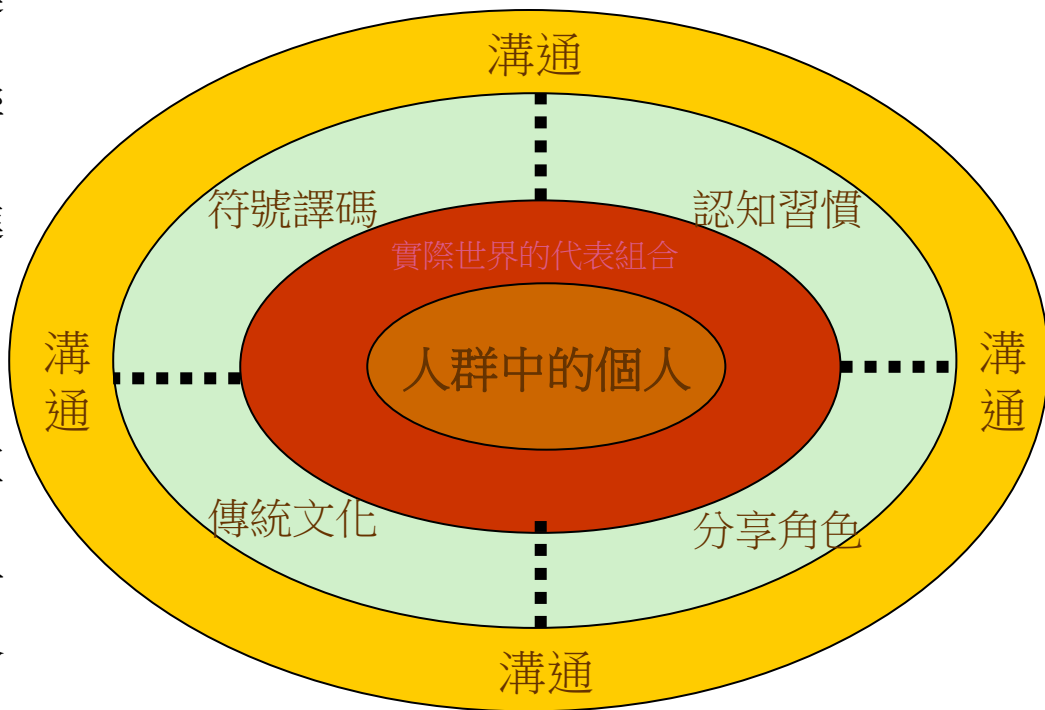 溝通
符號譯碼
認知習慣
實際世界的代表組合
溝通
人群中的個人
溝通
傳統文化
分享角色
溝通